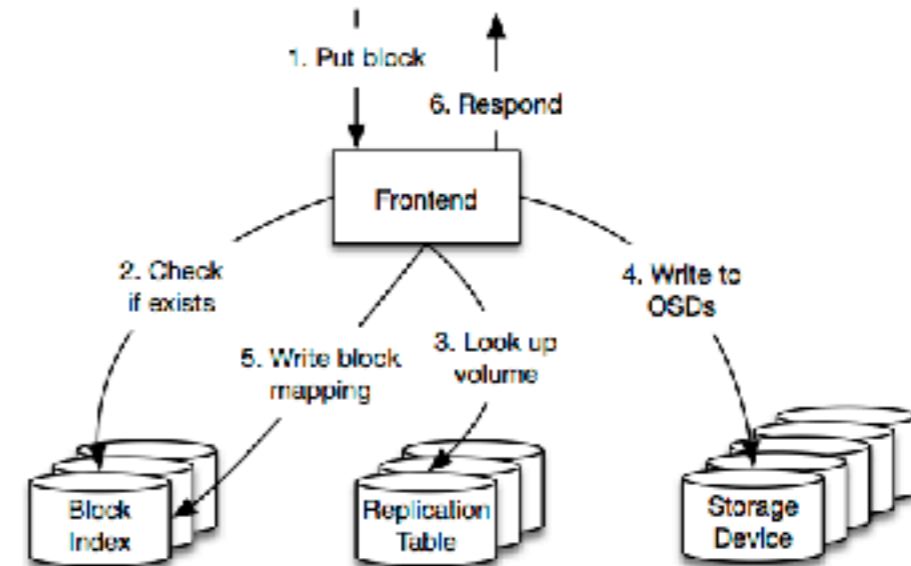 1. Put block
6. Respond
Frontend
2. Check
if exists
4. Write to
OSDs
5. Write block
mapping
3. Look up
volume
Block
Index
Replication
Table
Storage
Device